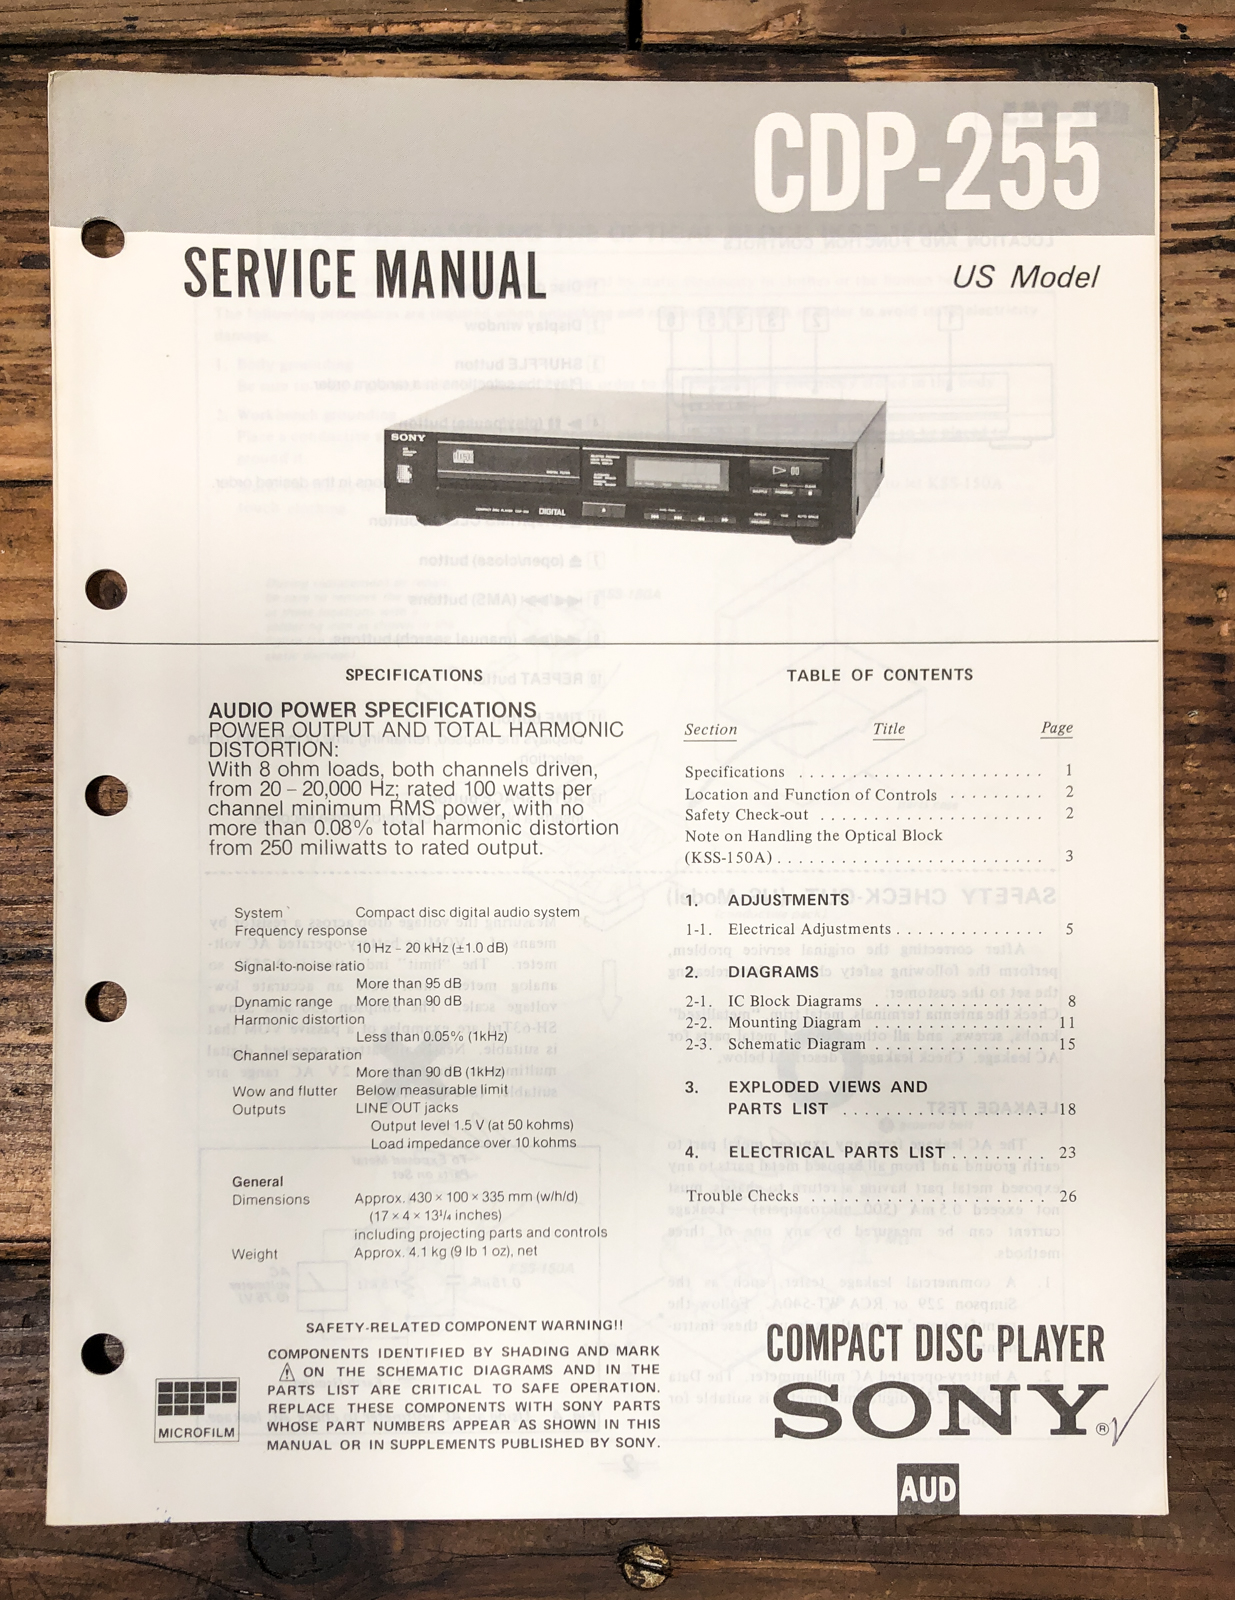 CDP-255
SERVICE MANUAL
US Model
SONY
DIGITAL
SPECIFICATIONS
AUDIO POWER SPECIFICATIONS
POWER OUTPUT AND TOTAL HARMONIC
DISTORTION:
With 8 ohm loads, both channels driven,
from 20 – 20,000 Hz; rated 100 watts per
channel minimum RMS power, with no
more than 0.08% total harmonic distortion
from 250 miliwatts to rated output.
System Compact disc digital audio system
Frequency response
10 Hz – 20 kHz (±1.0 dB)
Signal-to-noise ratio
More than 95 dB
Dynamic range More than 90 dB
Harmonic distortion
Less than 0.05% (1kHz)
Channel separation
More than 90 dB (1kHz)
Wow and flutter Below measurable limit
Outputs LINE OUT jacks
Output level 1.5 V (at 50 kohms)
Load impedance over 10 kohms
General
Dimensions Approx. 430 × 100 × 335 mm (w/h/d)
(17 × 4 × 13¼ inches)
including projecting parts and controls
Weight Approx. 4.1 kg (9 lb 1 oz), net
SAFETY-RELATED COMPONENT WARNING!!
COMPONENTS IDENTIFIED BY SHADING AND MARK
⚠ ON THE SCHEMATIC DIAGRAMS AND IN THE
PARTS LIST ARE CRITICAL TO SAFE OPERATION.
REPLACE THESE COMPONENTS WITH SONY PARTS
WHOSE PART NUMBERS APPEAR AS SHOWN IN THIS
MANUAL OR IN SUPPLEMENTS PUBLISHED BY SONY.
MICROFILM
TABLE OF CONTENTS
Section Title Page
Specifications . . . . . . . . . . . . . . . . . . . . . . . 1
Location and Function of Controls . . . . . . . . . 2
Safety Check-out . . . . . . . . . . . . . . . . . . . . . 2
Note on Handling the Optical Block
(KSS-150A) . . . . . . . . . . . . . . . . . . . . . . . . . 3
1. ADJUSTMENTS
1-1. Electrical Adjustments . . . . . . . . . . . . . . 5
2. DIAGRAMS
2-1. IC Block Diagrams . . . . . . . . . . . . . . . . 8
2-2. Mounting Diagram . . . . . . . . . . . . . . . . 11
2-3. Schematic Diagram . . . . . . . . . . . . . . . . 15
3. EXPLODED VIEWS AND
PARTS LIST . . . . . . . . . . . . . . . . . . . 18
4. ELECTRICAL PARTS LIST . . . . . . . . . 23
Trouble Checks . . . . . . . . . . . . . . . . . . . . . . 26
COMPACT DISC PLAYER
SONY®
AUD